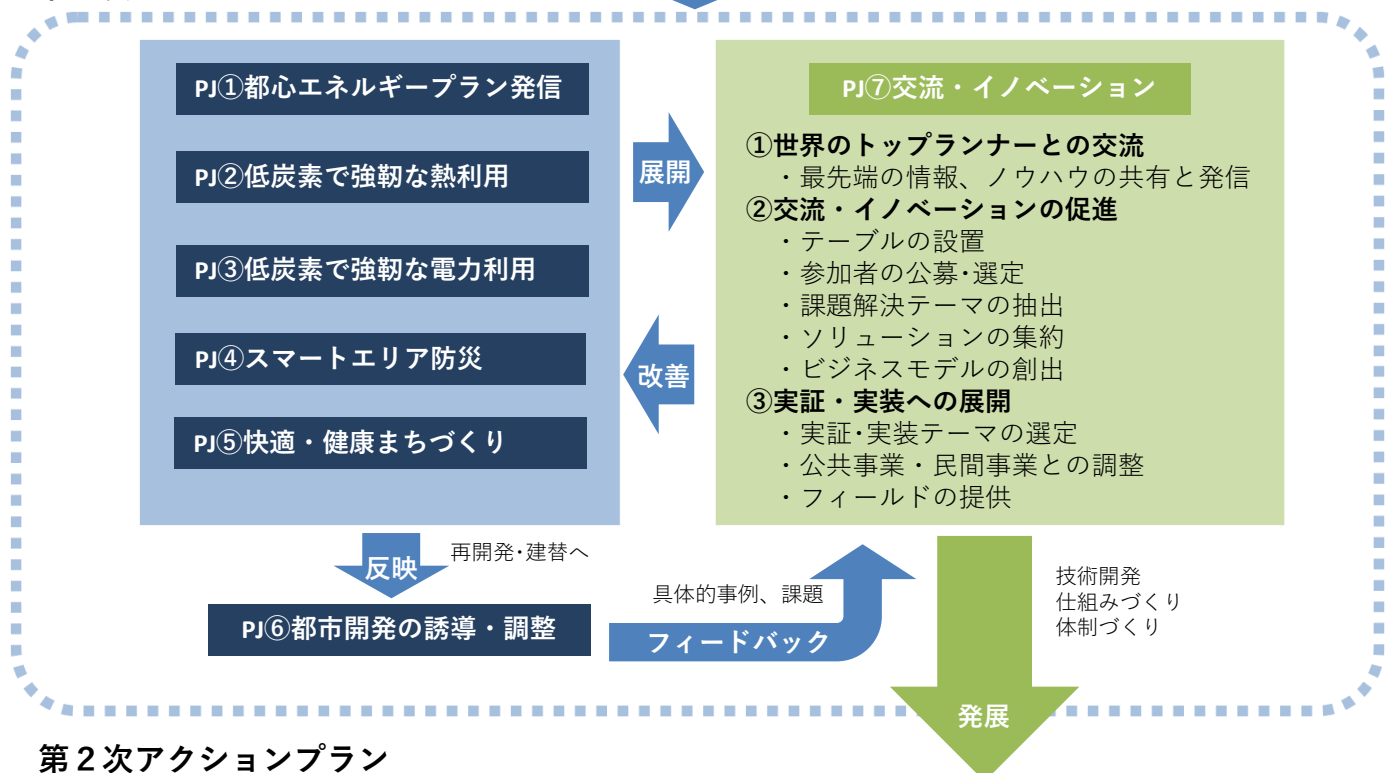 PJ①都心エネルギープラン発信
PJ②低炭素で強靭な熱利用
PJ③低炭素で強靭な電力利用
PJ④スマートエリア防災
PJ⑤快適・健康まちづくり
展開
改善
PJ⑦交流・イノベーション
①世界のトップランナーとの交流
・最先端の情報、ノウハウの共有と発信
②交流・イノベーションの促進
・テーブルの設置
・参加者の公募･選定
・課題解決テーマの抽出
・ソリューションの集約
・ビジネスモデルの創出
③実証・実装への展開
・実証･実装テーマの選定
・公共事業・民間事業との調整
・フィールドの提供
反映
再開発･建替へ
PJ⑥都市開発の誘導・調整
具体的事例、課題
フィードバック
技術開発
仕組みづくり
体制づくり
発展
第２次アクションプラン